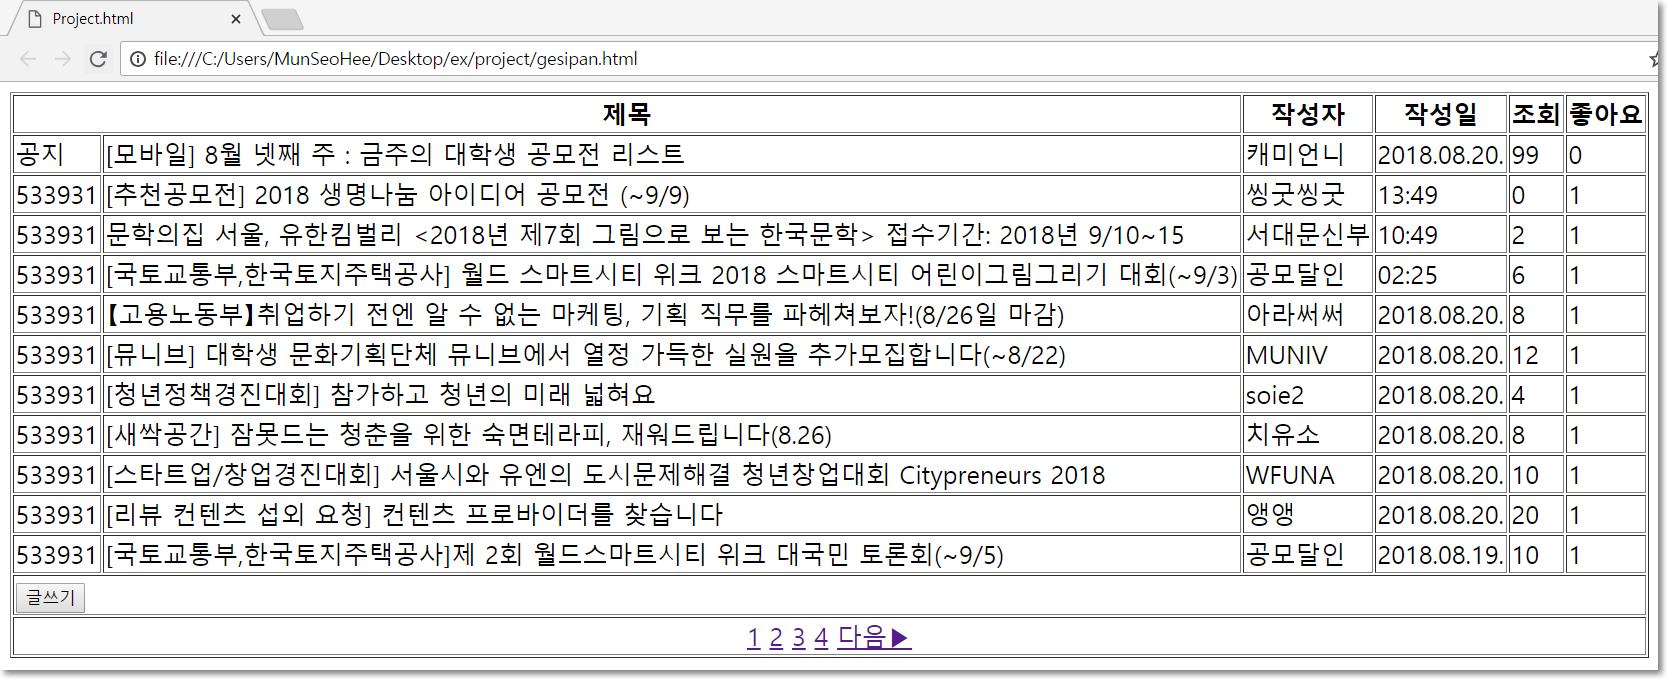 Project.html
file:///C:/Users/MunSeoHee/Desktop/ex/project/gesipan.html
제목 작성자 작성일 조회 좋아요
공지 [모바일] 8월 넷째 주 : 금주의 대학생 공모전 리스트 캐미언니 2018.08.20. 99 0
533931 [추천공모전] 2018 생명나눔 아이디어 공모전 (~9/9) 씽긋씽긋 13:49 0 1
533931 문학의집 서울, 유한킴벌리 <2018년 제7회 그림으로 보는 한국문학> 접수기간: 2018년 9/10~15 서대문신부 10:49 2 1
533931 [국토교통부,한국토지주택공사] 월드 스마트시티 위크 2018 스마트시티 어린이그림그리기 대회(~9/3) 공모달인 02:25 6 1
533931 【고용노동부】취업하기 전엔 알 수 없는 마케팅, 기획 직무를 파헤쳐보자!(8/26일 마감) 아라써써 2018.08.20. 8 1
533931 [뮤니브] 대학생 문화기획단체 뮤니브에서 열정 가득한 실원을 추가모집합니다(~8/22) MUNIV 2018.08.20. 12 1
533931 [청년정책경진대회] 참가하고 청년의 미래 넓혀요 soie2 2018.08.20. 4 1
533931 [새싹공간] 잠못드는 청춘을 위한 숙면테라피, 재워드립니다(8.26) 치유소 2018.08.20. 8 1
533931 [스타트업/창업경진대회] 서울시와 유엔의 도시문제해결 청년창업대회 Citypreneurs 2018 WFUNA 2018.08.20. 10 1
533931 [리뷰 컨텐츠 섭외 요청] 컨텐츠 프로바이더를 찾습니다 앵앵 2018.08.20. 20 1
533931 [국토교통부,한국토지주택공사]제 2회 월드스마트시티 위크 대국민 토론회(~9/5) 공모달인 2018.08.19. 10 1
글쓰기
1 2 3 4 다음▶